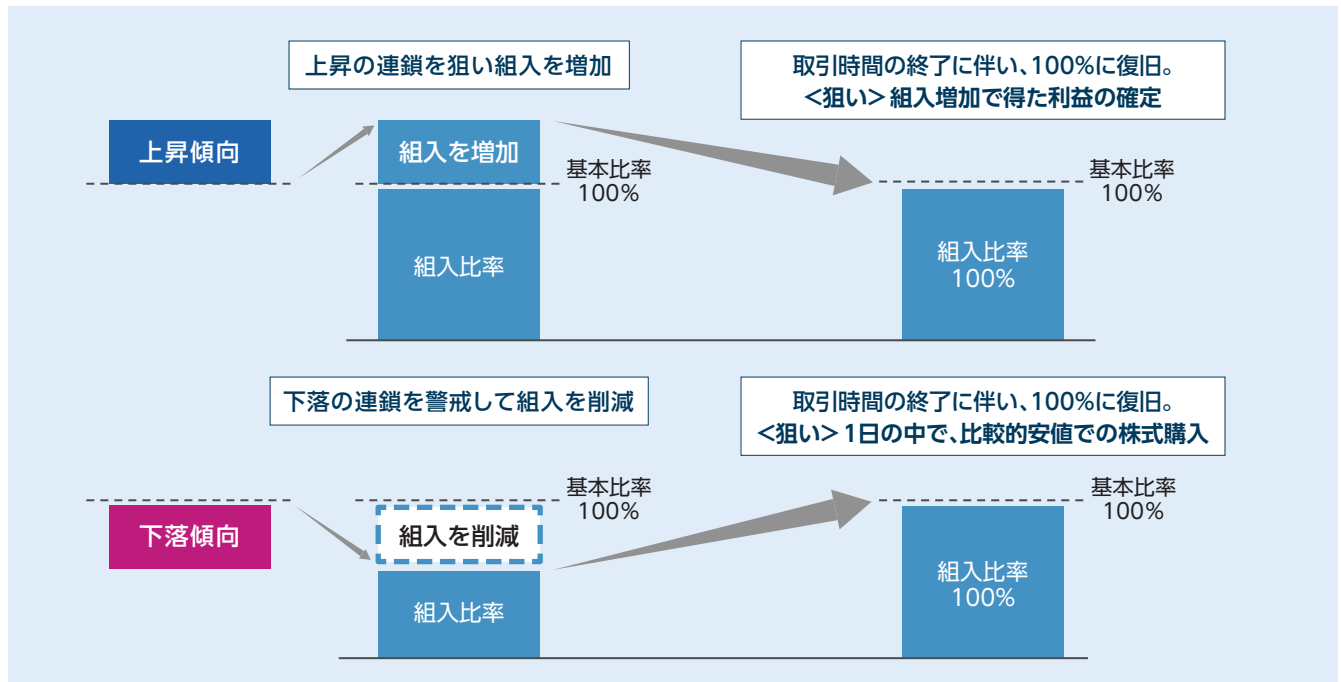 上昇の連鎖を狙い組入を増加
取引時間の終了に伴い、100%に復旧。
<狙い> 組入増加で得た利益の確定
上昇傾向
組入を増加
基本比率
100%
組入比率
基本比率
100%
組入比率
100%
下落の連鎖を警戒して組入を削減
取引時間の終了に伴い、100%に復旧。
<狙い> 1日の中で、比較的安値での株式購入
下落傾向
基本比率
100%
組入を削減
組入比率
基本比率
100%
組入比率
100%